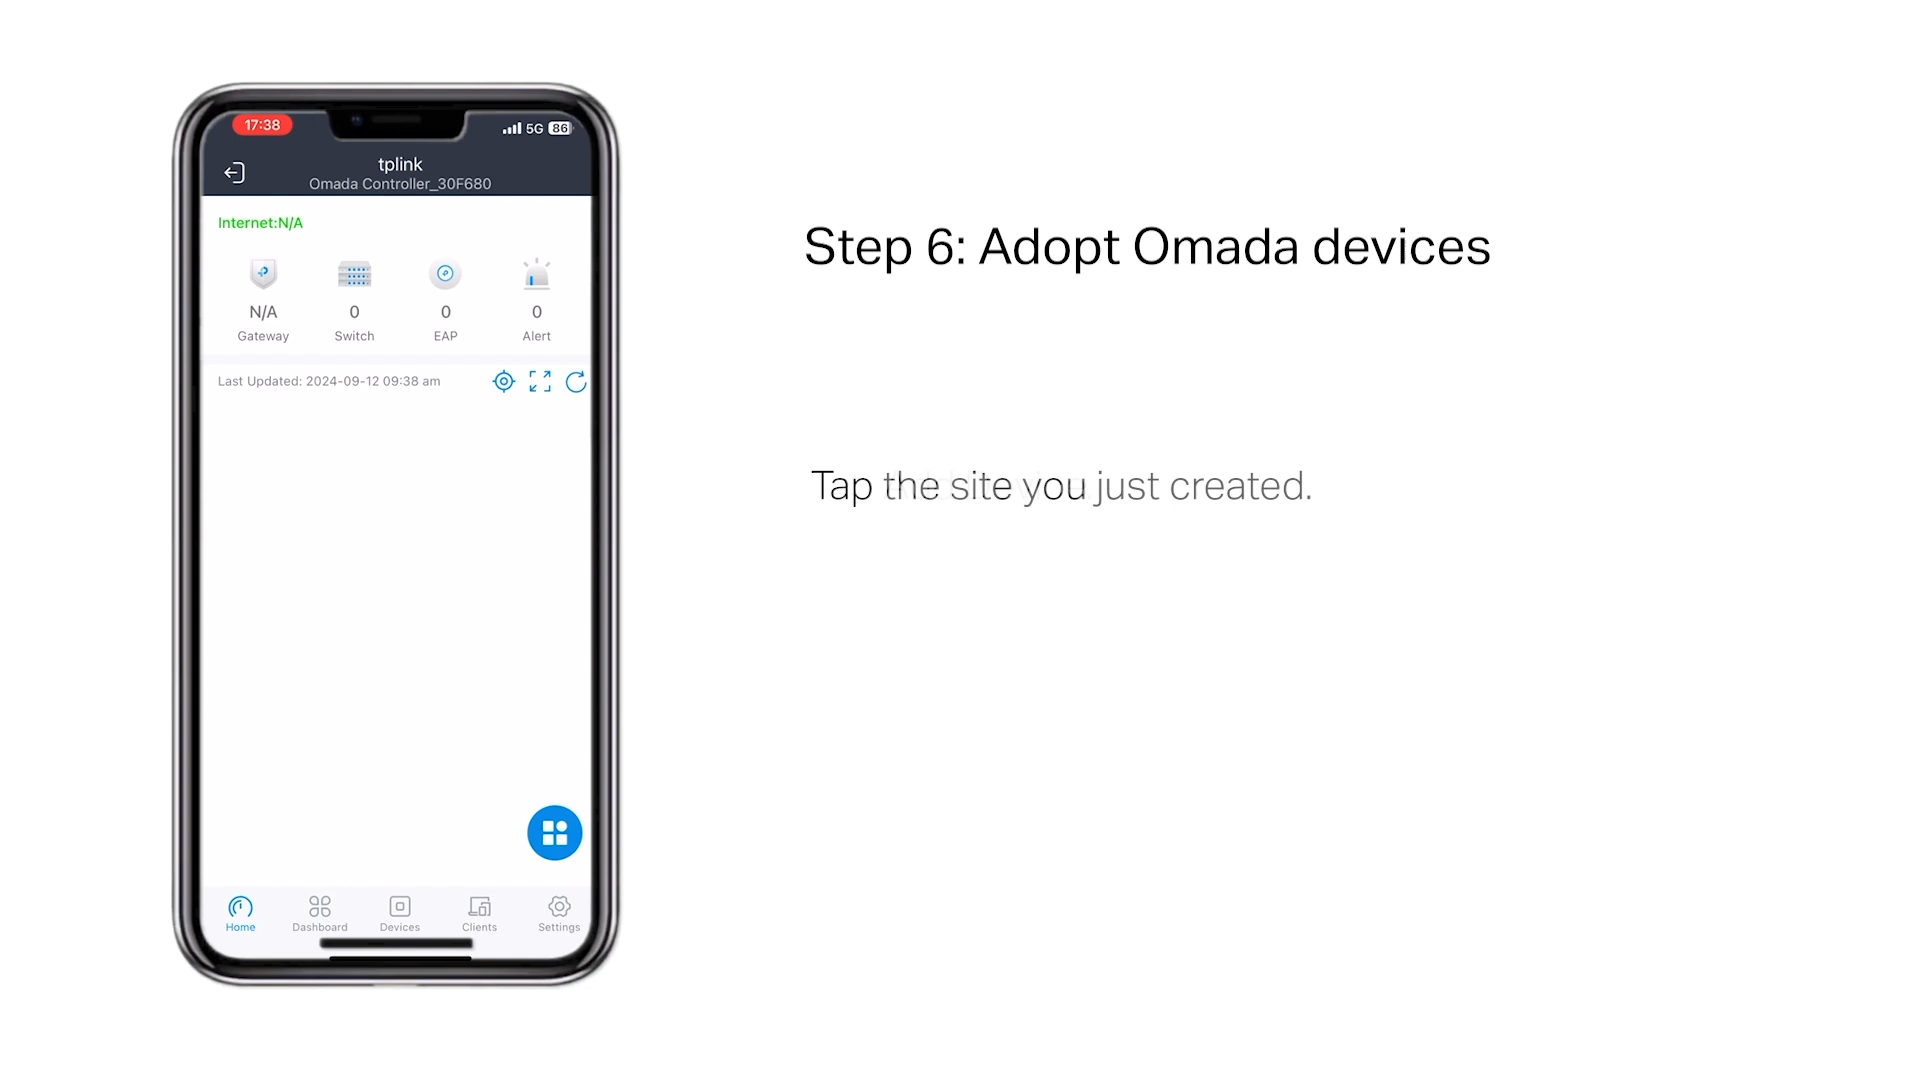 17:38
5G 86
tplink
Omada Controller_30F680
Internet:N/A
N/A 0 0 0
Gateway Switch EAP Alert
Last Updated: 2024-09-12 09:38 am
Home Dashboard Devices Clients Settings
Step 6: Adopt Omada devices
Tap the site you just created.